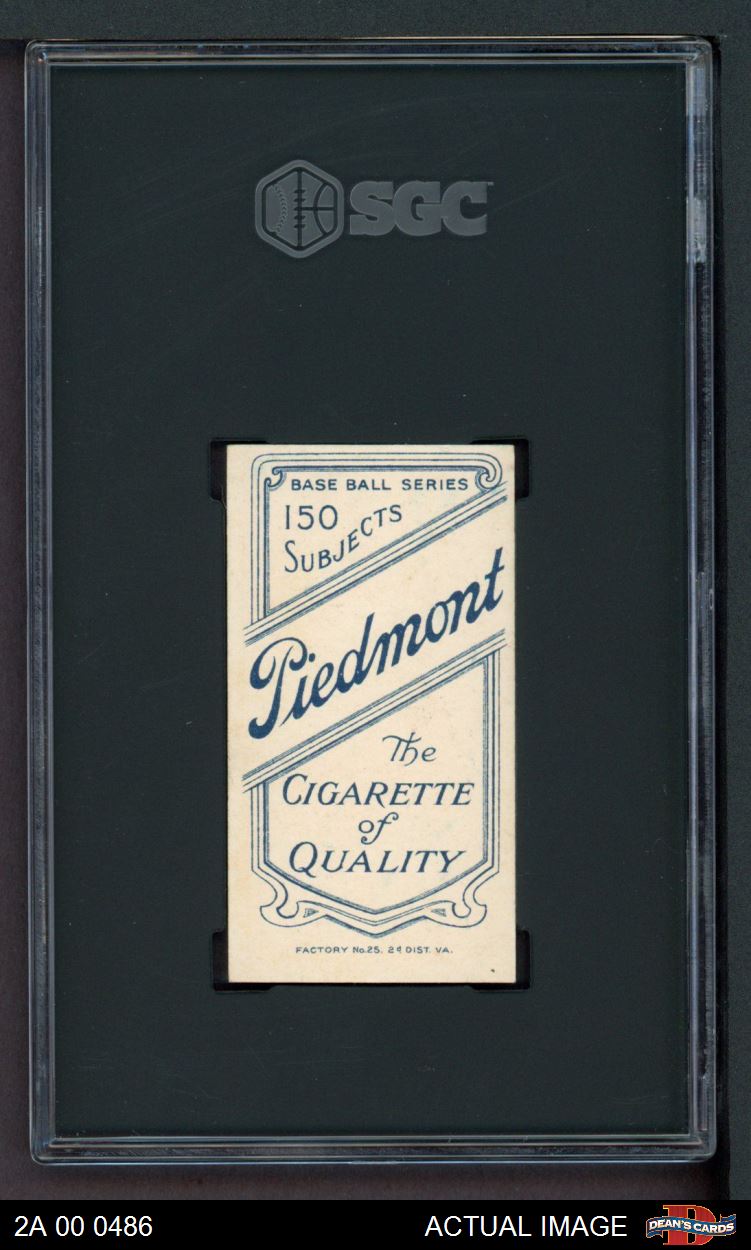 SGC
BASE BALL SERIES
150
SUBJECTS
Piedmont
The
CIGARETTE
of
QUALITY
FACTORY No.25. 2d DIST. VA.
2A 00 0486
ACTUAL IMAGE
DEAN'S CARDS